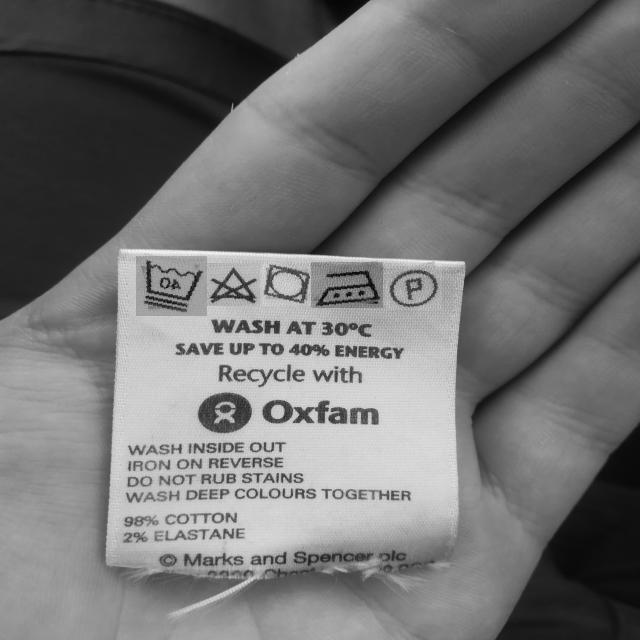 40
P
WASH AT 30°C
SAVE UP TO 40% ENERGY
Recycle with
Oxfam
WASH INSIDE OUT
IRON ON REVERSE
DO NOT RUB STAINS
WASH DEEP COLOURS TOGETHER
98% COTTON
2% ELASTANE
© Marks and Spencer plc